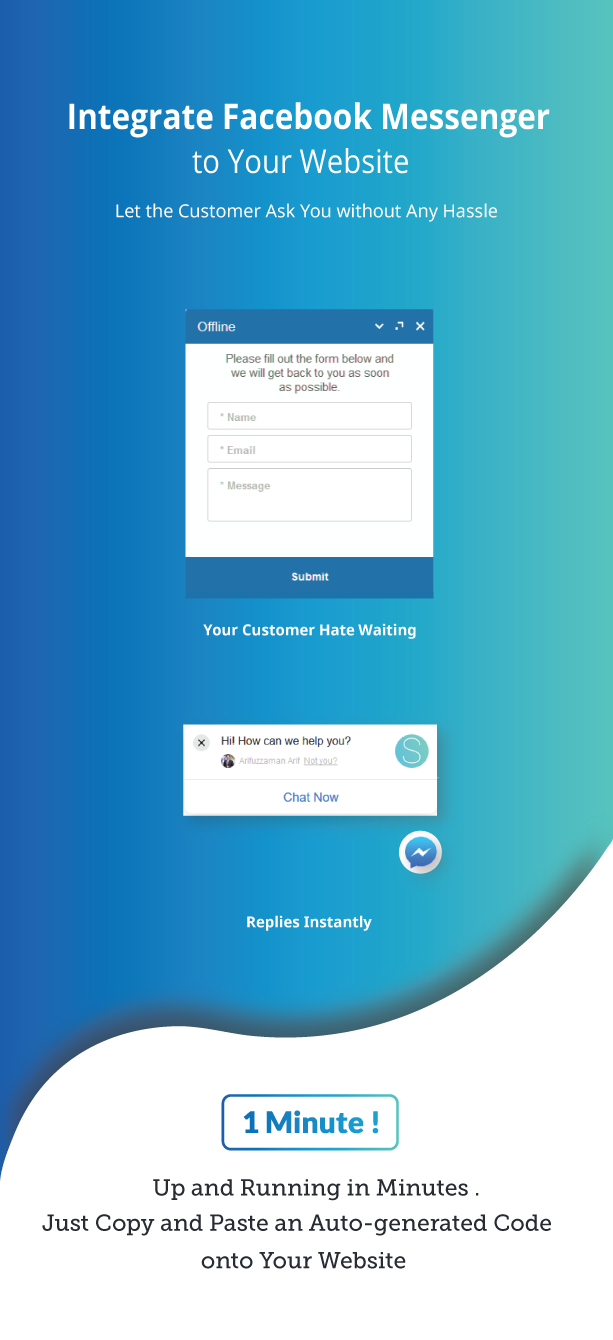 Integrate Facebook Messenger
to Your Website
Let the Customer Ask You without Any Hassle
Offline
Please fill out the form below and
we will get back to you as soon
as possible.
* Name
* Email
* Message
Submit
Your Customer Hate Waiting
Hi! How can we help you?
S
Arifuzzaman Arif Not you?
Chat Now
Replies Instantly
1 Minute !
Up and Running in Minutes .
Just Copy and Paste an Auto-generated Code
onto Your Website